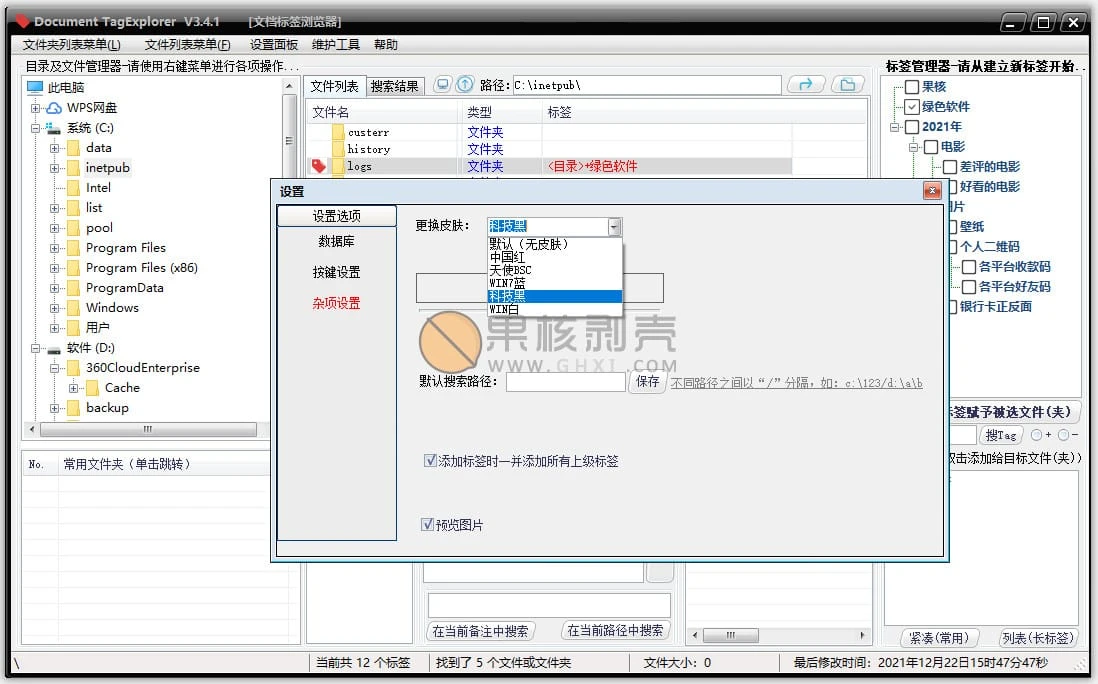 Document TagExplorer V3.4.1 [文档标签浏览器]
文件夹列表菜单(L) 文件列表菜单(F) 设置面板 维护工具 帮助
目录及文件管理器-请使用右键菜单进行各项操作...
此电脑
WPS网盘
系统 (C:)
data
inetpub
Intel
list
pool
Program Files
Program Files (x86)
ProgramData
Windows
用户
软件 (D:)
360CloudEnterprise
Cache
backup
No. 常用文件夹（单击跳转）
文件列表 搜索结果 路径: C:\inetpub\
文件名 类型 标签
custerr 文件夹
history 文件夹
logs 文件夹 <目录>+绿色软件
标签管理器-请从建立新标签开始..
果核
绿色软件
2021年
电影
差评的电影
好看的电影
片
壁纸
个人二维码
各平台收款码
各平台好友码
银行卡正反面
签赋予被选文件(夹)
搜Tag + -
击添加给目标文件(夹))
设置
设置选项
数据库
按键设置
杂项设置
更换皮肤: 科技黑
默认（无皮肤）
中国红
天使BSC
WIN7蓝
科技黑
WIN白
果核剥壳
WWW.GHXI.COM
默认搜索路径: 保存 不同路径之间以“/”分隔，如: c:\123/d:\a\b
添加标签时一并添加所有上级标签
预览图片
在当前备注中搜索 在当前路径中搜索
紧凑(常用) 列表(长标签)
\ 当前共 12 个标签 找到了 5 个文件或文件夹 文件大小: 0 最后修改时间: 2021年12月22日15时47分47秒